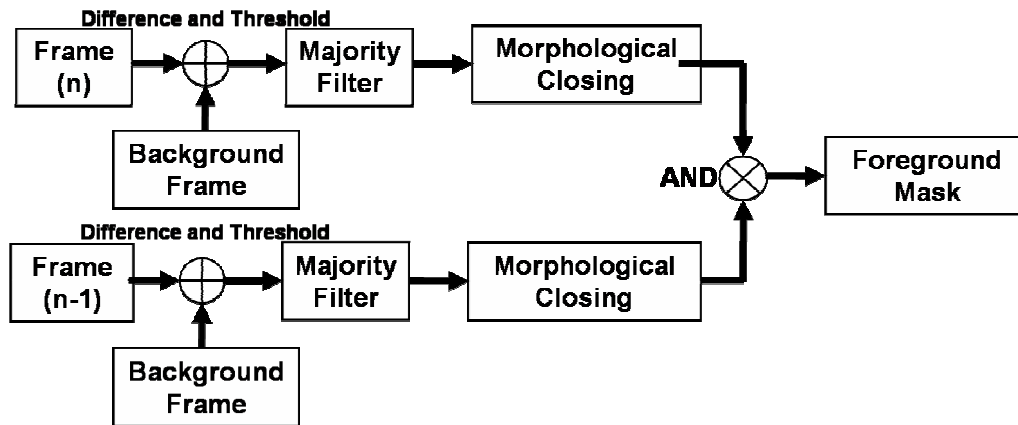 Difference and Threshold
Frame
(n)
Majority
Filter
Morphological
Closing
Background
Frame
AND
Foreground
Mask
Difference and Threshold
Frame
(n-1)
Majority
Filter
Morphological
Closing
Background
Frame